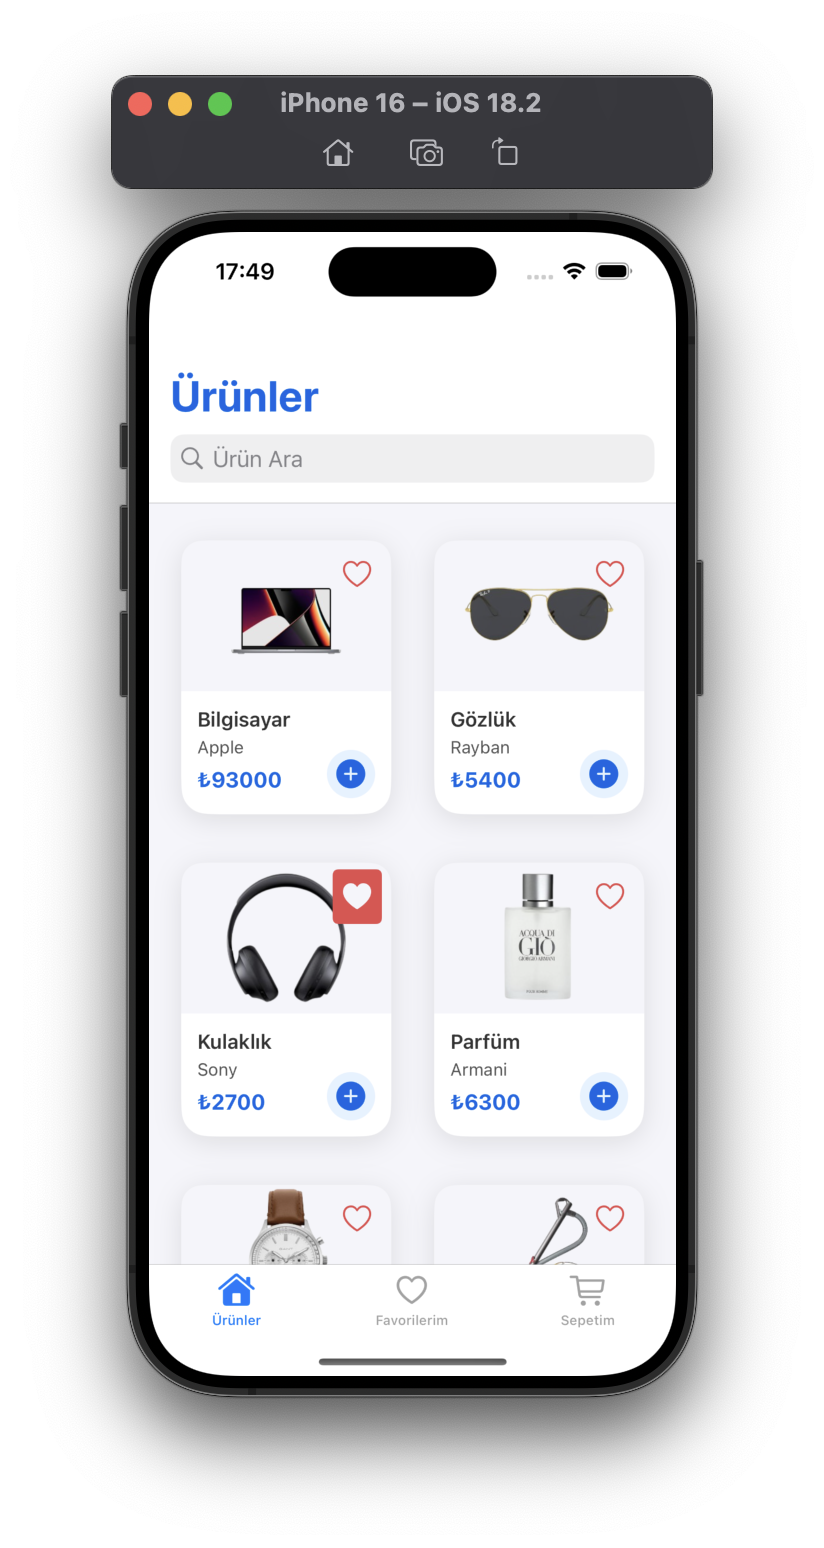 iPhone 16 – iOS 18.2
17:49
Ürünler
Ürün Ara
Bilgisayar
Apple
₺93000
Gözlük
Rayban
₺5400
Kulaklık
Sony
₺2700
ACQUA DI
GIÒ
GIORGIO ARMANI
Parfüm
Armani
₺6300
Ürünler
Favorilerim
Sepetim